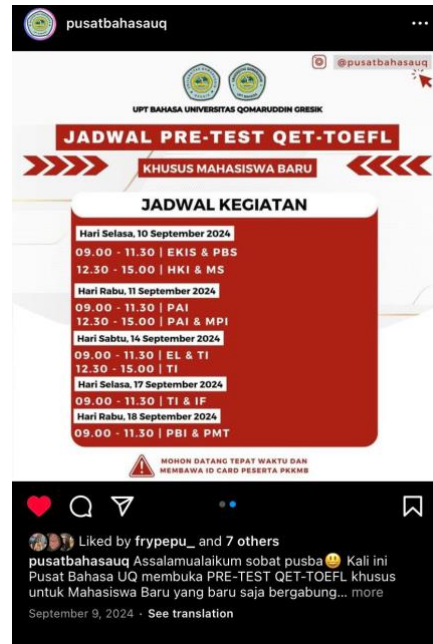 pusatbahasauq
@pusatbahasauq
UPT BAHASA UNIVERSITAS QOMARUDDIN GRESIK
JADWAL PRE-TEST QET-TOEFL
KHUSUS MAHASISWA BARU
JADWAL KEGIATAN
Hari Selasa, 10 September 2024
09.00 - 11.30 | EKIS & PBS
12.30 - 15.00 | HKI & MS
Hari Rabu, 11 September 2024
09.00 - 11.30 | PAI
12.30 - 15.00 | PAI & MPI
Hari Sabtu, 14 September 2024
09.00 - 11.30 | EL & TI
12.30 - 15.00 | TI
Hari Selasa, 17 September 2024
09.00 - 11.30 | TI & IF
Hari Rabu, 18 September 2024
09.00 - 11.30 | PBI & PMT
MOHON DATANG TEPAT WAKTU DAN
MEMBAWA ID CARD PESERTA PKKMB
Liked by frypepu_ and 7 others
pusatbahasauq Assalamualaikum sobat pusba😃 Kali ini
Pusat Bahasa UQ membuka PRE-TEST QET-TOEFL khusus
untuk Mahasiswa Baru yang baru saja bergabung... more
September 9, 2024 · See translation